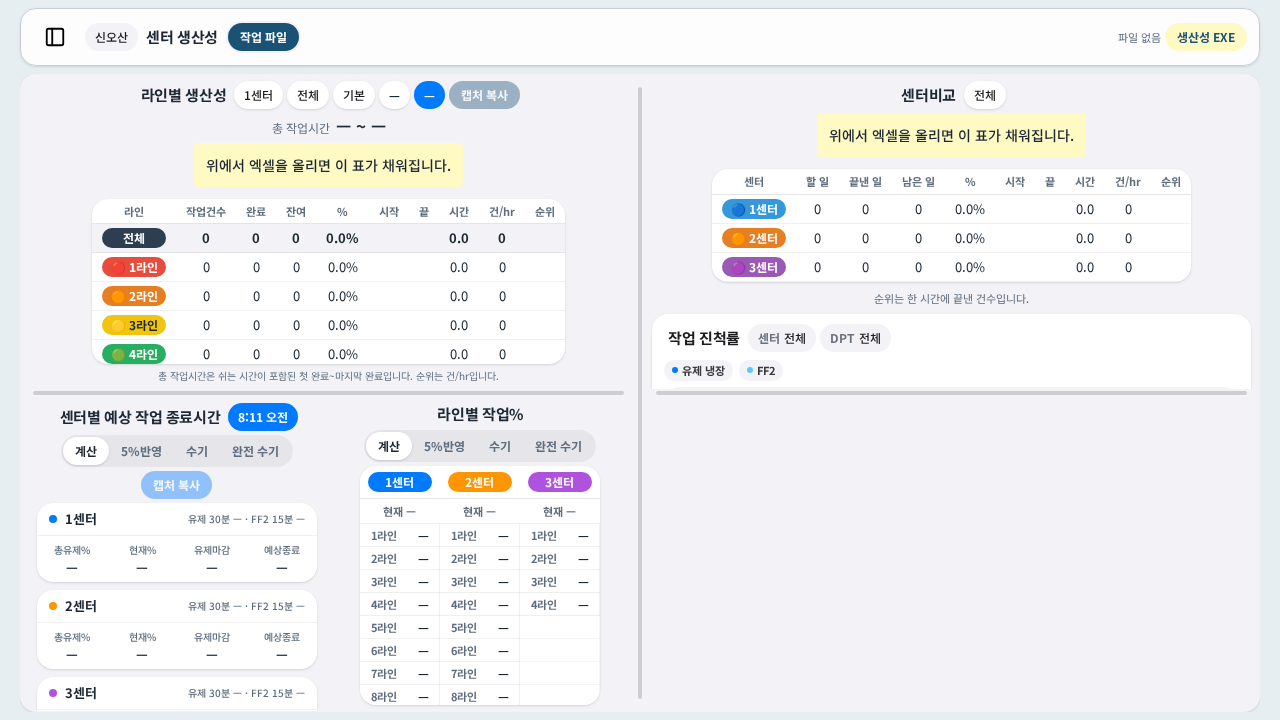 신오산 센터 생산성 작업 파일 파일 없음 생산성 EXE
라인별 생산성 1센터 전체 기본 — — 캡처 복사
총 작업시간 — ~ —
위에서 엑셀을 올리면 이 표가 채워집니다.
라인 작업건수 완료 잔여 % 시작 끝 시간 건/hr 순위
전체 0 0 0 0.0% 0.0 0
1라인 0 0 0 0.0% 0.0 0
2라인 0 0 0 0.0% 0.0 0
3라인 0 0 0 0.0% 0.0 0
4라인 0 0 0 0.0% 0.0 0
총 작업시간은 쉬는 시간이 포함된 첫 완료~마지막 완료입니다. 순위는 건/hr입니다.
센터비교 전체
위에서 엑셀을 올리면 이 표가 채워집니다.
센터 할 일 끝낸 일 남은 일 % 시작 끝 시간 건/hr 순위
1센터 0 0 0 0.0% 0.0 0
2센터 0 0 0 0.0% 0.0 0
3센터 0 0 0 0.0% 0.0 0
순위는 한 시간에 끝낸 건수입니다.
작업 진척률 센터 전체 DPT 전체
유제 냉장 FF2
센터별 예상 작업 종료시간 8:11 오전
계산 5%반영 수기 완전 수기
캡처 복사
1센터 유제 30분 — · FF2 15분 —
총유제% 현재% 유제마감 예상종료
— — — —
2센터 유제 30분 — · FF2 15분 —
총유제% 현재% 유제마감 예상종료
— — — —
3센터 유제 30분 — · FF2 15분 —
라인별 작업%
계산 5%반영 수기 완전 수기
1센터 2센터 3센터
현재 — 현재 — 현재 —
1라인 — 1라인 — 1라인 —
2라인 — 2라인 — 2라인 —
3라인 — 3라인 — 3라인 —
4라인 — 4라인 — 4라인 —
5라인 — 5라인 —
6라인 — 6라인 —
7라인 — 7라인 —
8라인 — 8라인 —